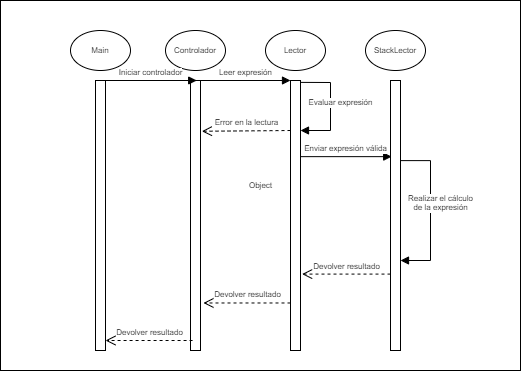 Main
Controlador
Lector
StackLector
Iniciar controlador
Leer expresión
Evaluar expresión
Error en la lectura
Enviar expresión válida
Object
Realizar el cálculo
de la expresión
Devolver resultado
Devolver resultado
Devolver resultado